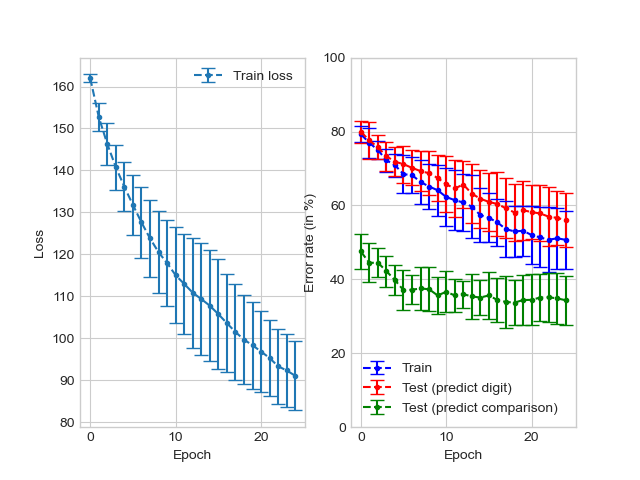 Train loss
160
150
140
130
120
110
100
90
80
Loss
0
10
20
Epoch
100
80
60
40
20
0
Error rate (in %)
Train
Test (predict digit)
Test (predict comparison)
0
10
20
Epoch